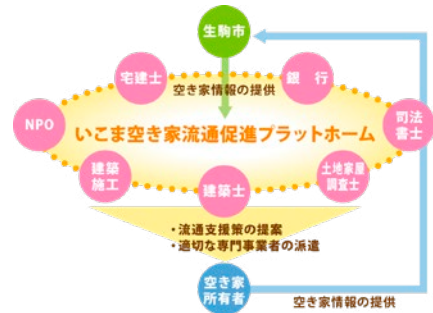 生駒市
宅建士
銀行
空き家情報の提供
NPO
司法
書士
いこま空き家流通促進プラットホーム
建築
施工
建築士
土地家屋
調査士
・流通支援策の提案
・適切な専門事業者の派遣
空き家
所有者
空き家情報の提供